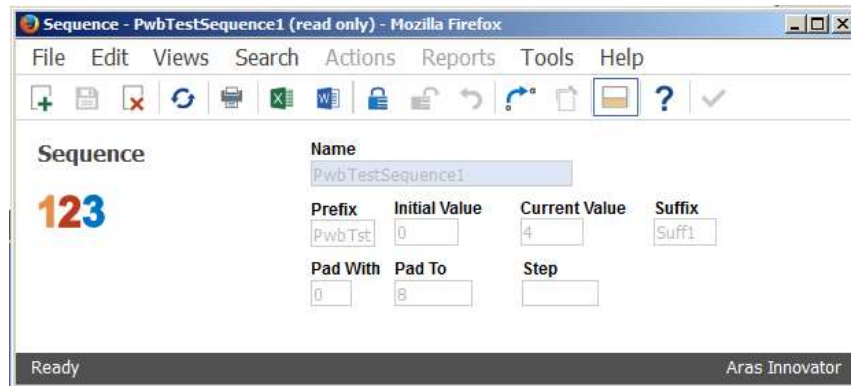 Sequence - PwbTestSequence1 (read only) - Mozilla Firefox
File Edit Views Search Actions Reports Tools Help
Sequence
123
Name
PwbTestSequence1
Prefix Initial Value Current Value Suffix
PwbTst 0 4 Suff1
Pad With Pad To Step
0 8
Ready Aras Innovator